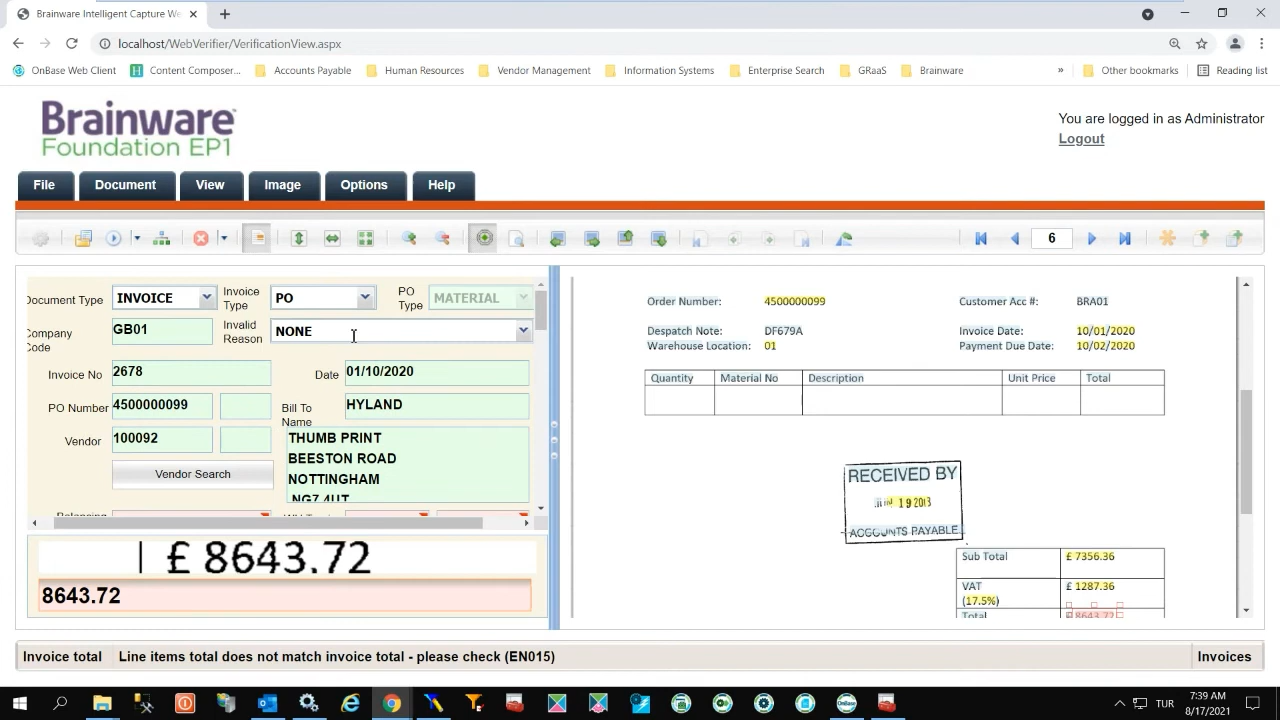 Brainware Intelligent Capture We
localhost/WebVerifier/VerificationView.aspx
OnBase Web Client
Content Composer...
Accounts Payable
Human Resources
Vendor Management
Information Systems
Enterprise Search
GRaaS
Brainware
»
Other bookmarks
Reading list
Brainware
Foundation EP1
You are logged in as Administrator
Logout
File
Document
View
Image
Options
Help
6
Document Type
INVOICE
Invoice Type
PO
PO Type
MATERIAL
Company Code
GB01
Invalid Reason
NONE
Invoice No
2678
Date
01/10/2020
PO Number
4500000099
Bill To Name
HYLAND
Vendor
100092
THUMB PRINT
BEESTON ROAD
NOTTINGHAM
NG7 4UT
Vendor Search
£ 8643.72
8643.72
Order Number: 4500000099
Customer Acc #: BRA01
Despatch Note: DF679A
Invoice Date: 10/01/2020
Warehouse Location: 01
Payment Due Date: 10/02/2020
Quantity
Material No
Description
Unit Price
Total
RECEIVED BY
19 2013
ACCOUNTS PAYABLE
Sub Total £ 7356.36
VAT £ 1287.36
(17.5%)
Total £ 8643.72
Invoice total
Line items total does not match invoice total - please check (EN015)
Invoices
TUR
7:39 AM
8/17/2021